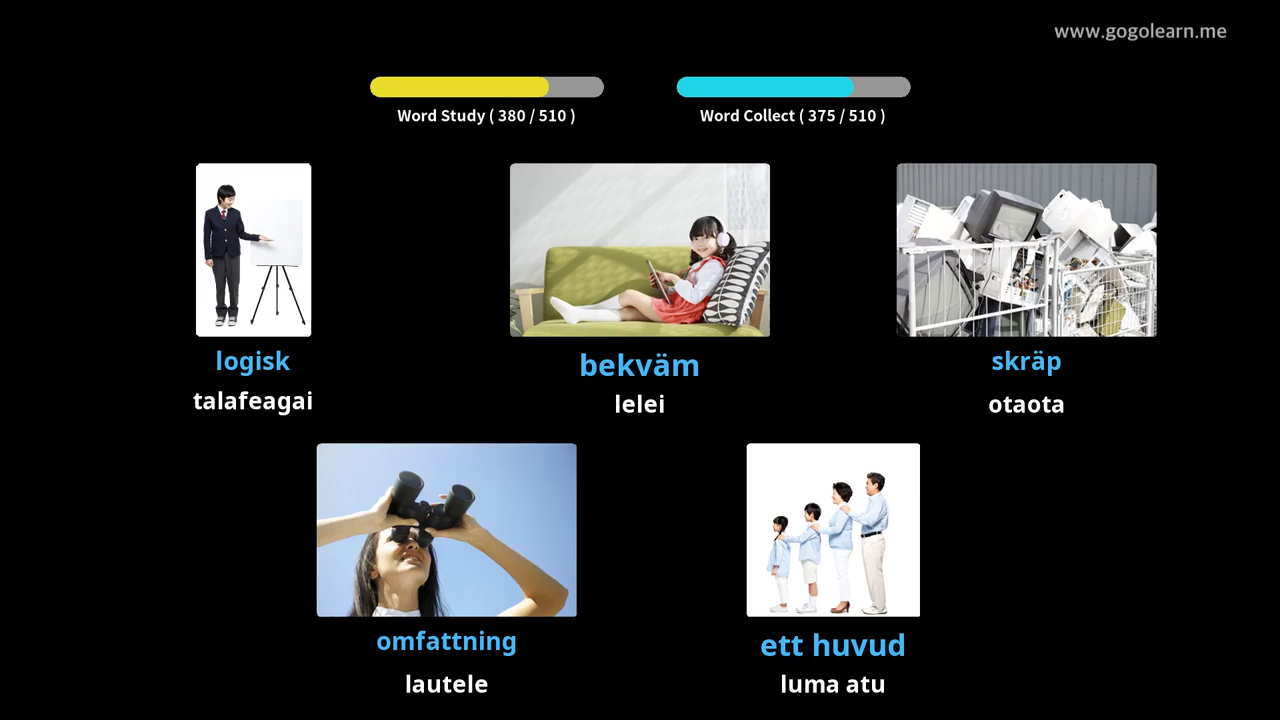 www.gogolearn.me
Word Study ( 380 / 510 )
Word Collect ( 375 / 510 )
logisk
talafeagai
bekväm
lelei
skräp
otaota
omfattning
lautele
ett huvud
luma atu